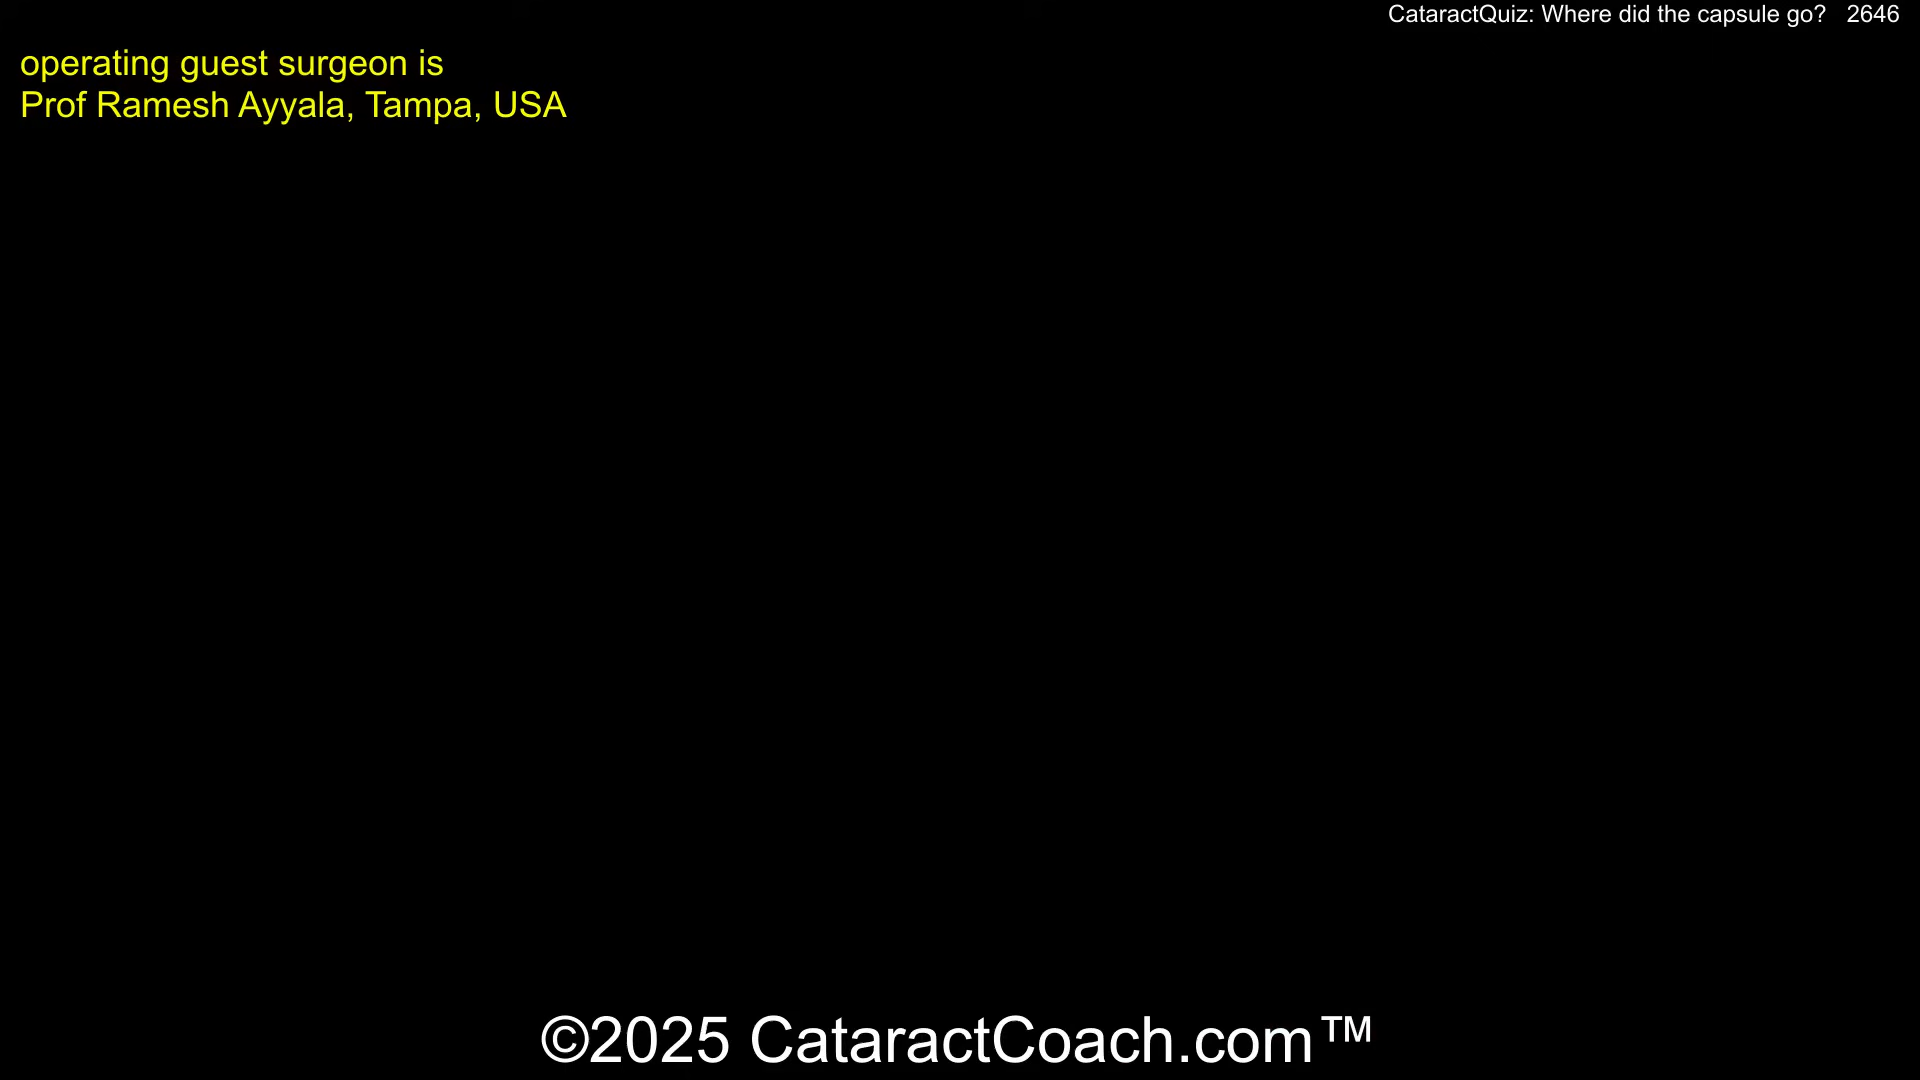 CataractQuiz: Where did the capsule go? 2646
operating guest surgeon is
Prof Ramesh Ayyala, Tampa, USA
©2025 CataractCoach.com™